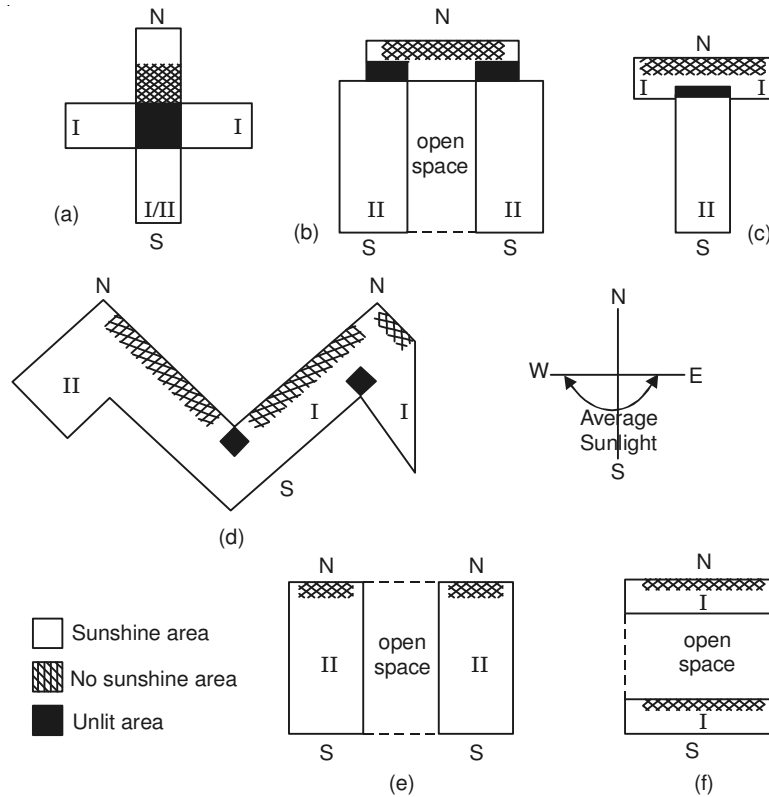 N
I
I
I/II
S
(a)
N
open
space
II
II
S
S
(b)
N
I
I
II
S
(c)
N
N
II
I
I
S
(d)
N
W
E
Average
Sunlight
S
Sunshine area
No sunshine area
Unlit area
N
N
II
open
space
II
S
S
(e)
N
I
open
space
I
S
(f)